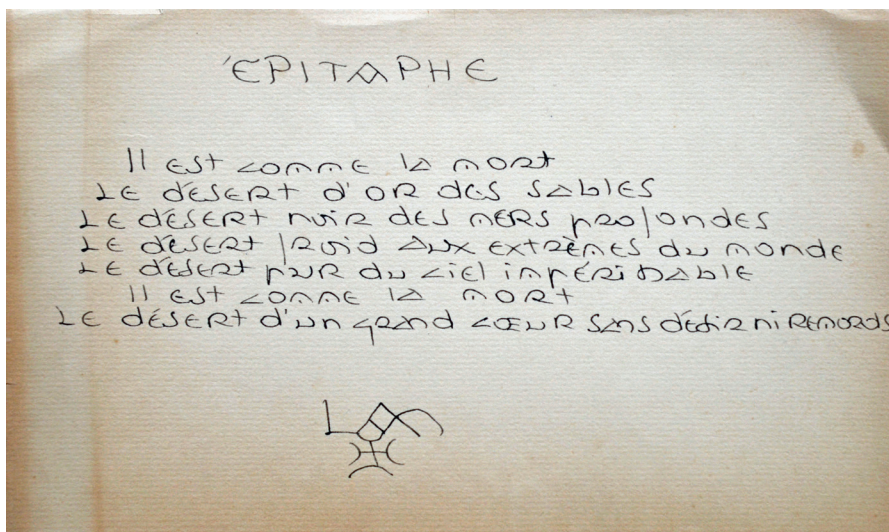 ÉPITAPHE
Il est comme la mort
Le désert d'or des sables
Le désert noir des mers profondes
Le désert froid aux extrèmes du monde
Le désert pur du ciel impérissable
Il est comme la mort
Le désert d'un grand cœur sans désir ni remords